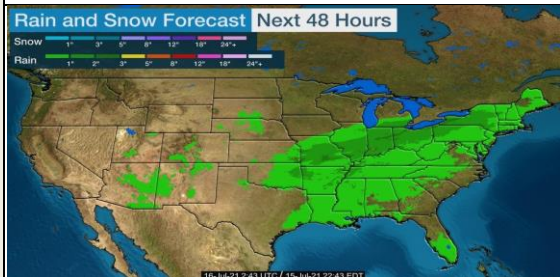 Rain and Snow Forecast Next 48 Hours
Snow
1" 3" 5" 8" 12" 18" 24"+
Rain
1" 2" 3" 5" 8" 12" 18" 24"+
16-Jul-21 2:43 UTC / 15-Jul-21 22:43 EDT